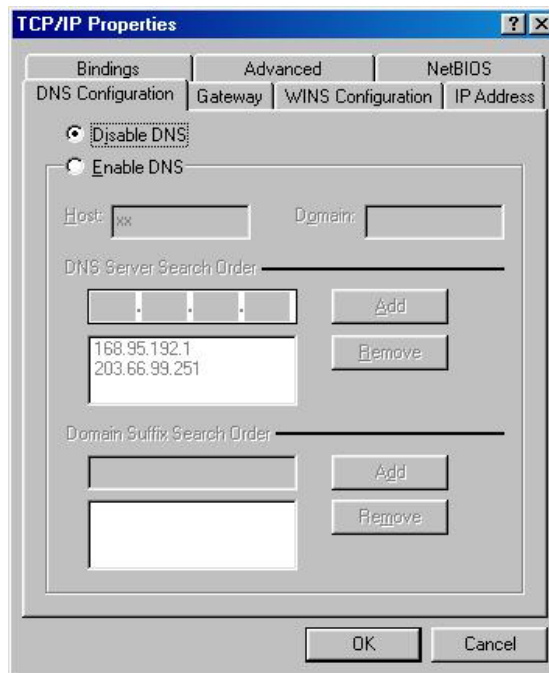 TCP/IP Properties
Bindings Advanced NetBIOS
DNS Configuration Gateway WINS Configuration IP Address
Disable DNS
Enable DNS
Host: xx Domain:
DNS Server Search Order
. . . Add
168.95.192.1 Remove
203.66.99.251
Domain Suffix Search Order
Add
Remove
OK Cancel